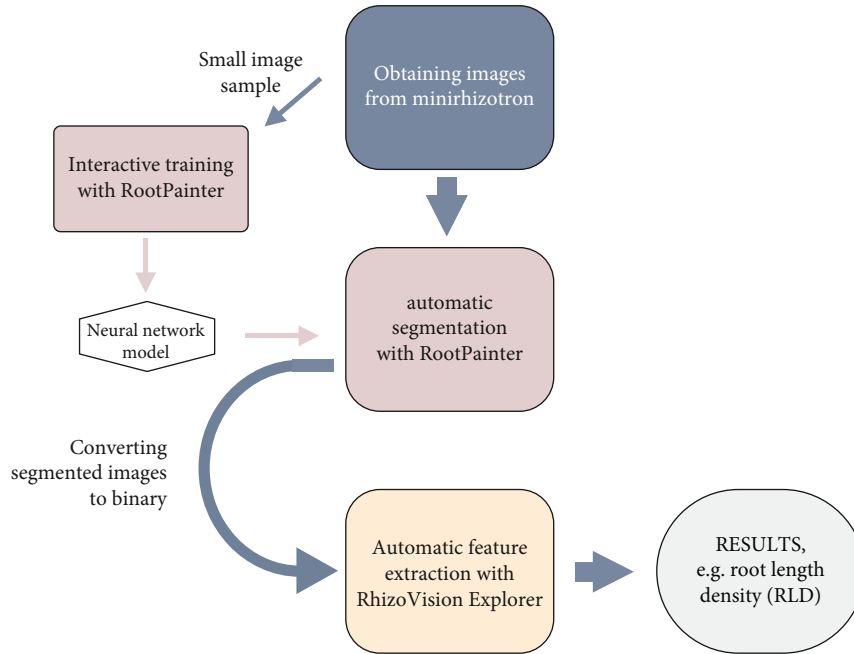 Small image
sample
Obtaining images
from minirhizotron
Interactive training
with RootPainter
Neural network
model
automatic
segmentation
with RootPainter
Converting
segmented images
to binary
Automatic feature
extraction with
RhizoVision Explorer
RESULTS,
e.g. root length
density (RLD)